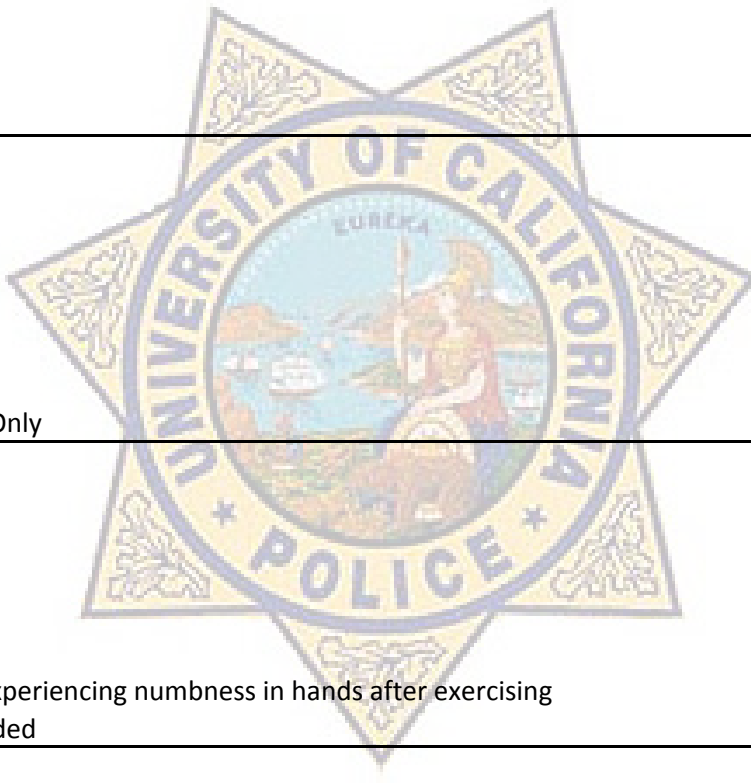 UNIVERSITY OF CALIFORNIA
EUREKA
Only
xperiencing numbness in hands after exercising
ded
POLICE